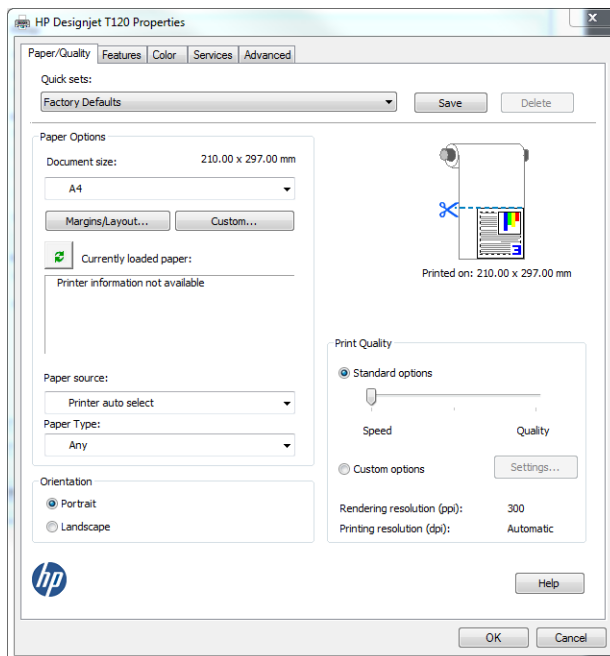 HP Designjet T120 Properties
X
Paper/Quality Features Color Services Advanced
Quick sets:
Factory Defaults
Save
Delete
Paper Options
Document size: 210.00 x 297.00 mm
A4
Margins/Layout...
Custom...
Currently loaded paper:
Printer information not available
Paper source:
Printer auto select
Paper Type:
Any
Orientation
Portrait
Landscape
Printed on: 210.00 x 297.00 mm
Print Quality
Standard options
Speed Quality
Custom options
Settings...
Rendering resolution (ppi): 300
Printing resolution (dpi): Automatic
hp
Help
OK
Cancel